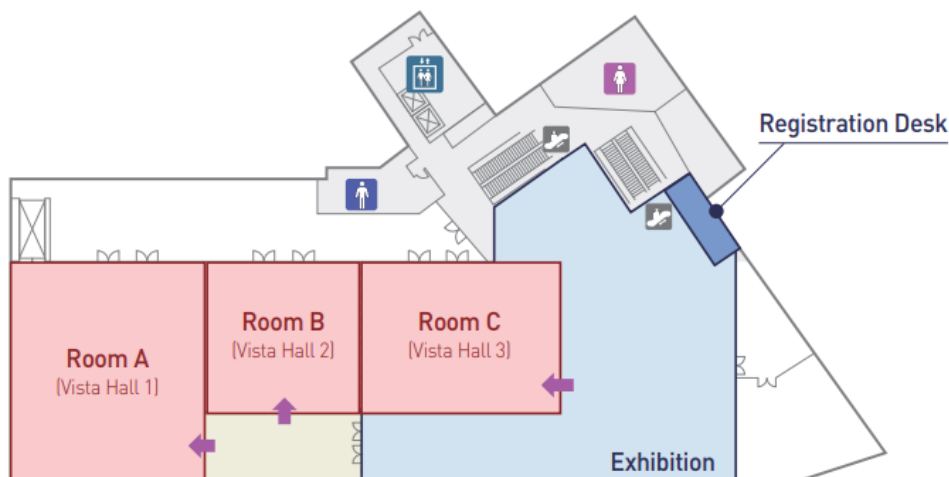 Registration Desk
Room A
(Vista Hall 1)
Room B
(Vista Hall 2)
Room C
(Vista Hall 3)
Exhibition